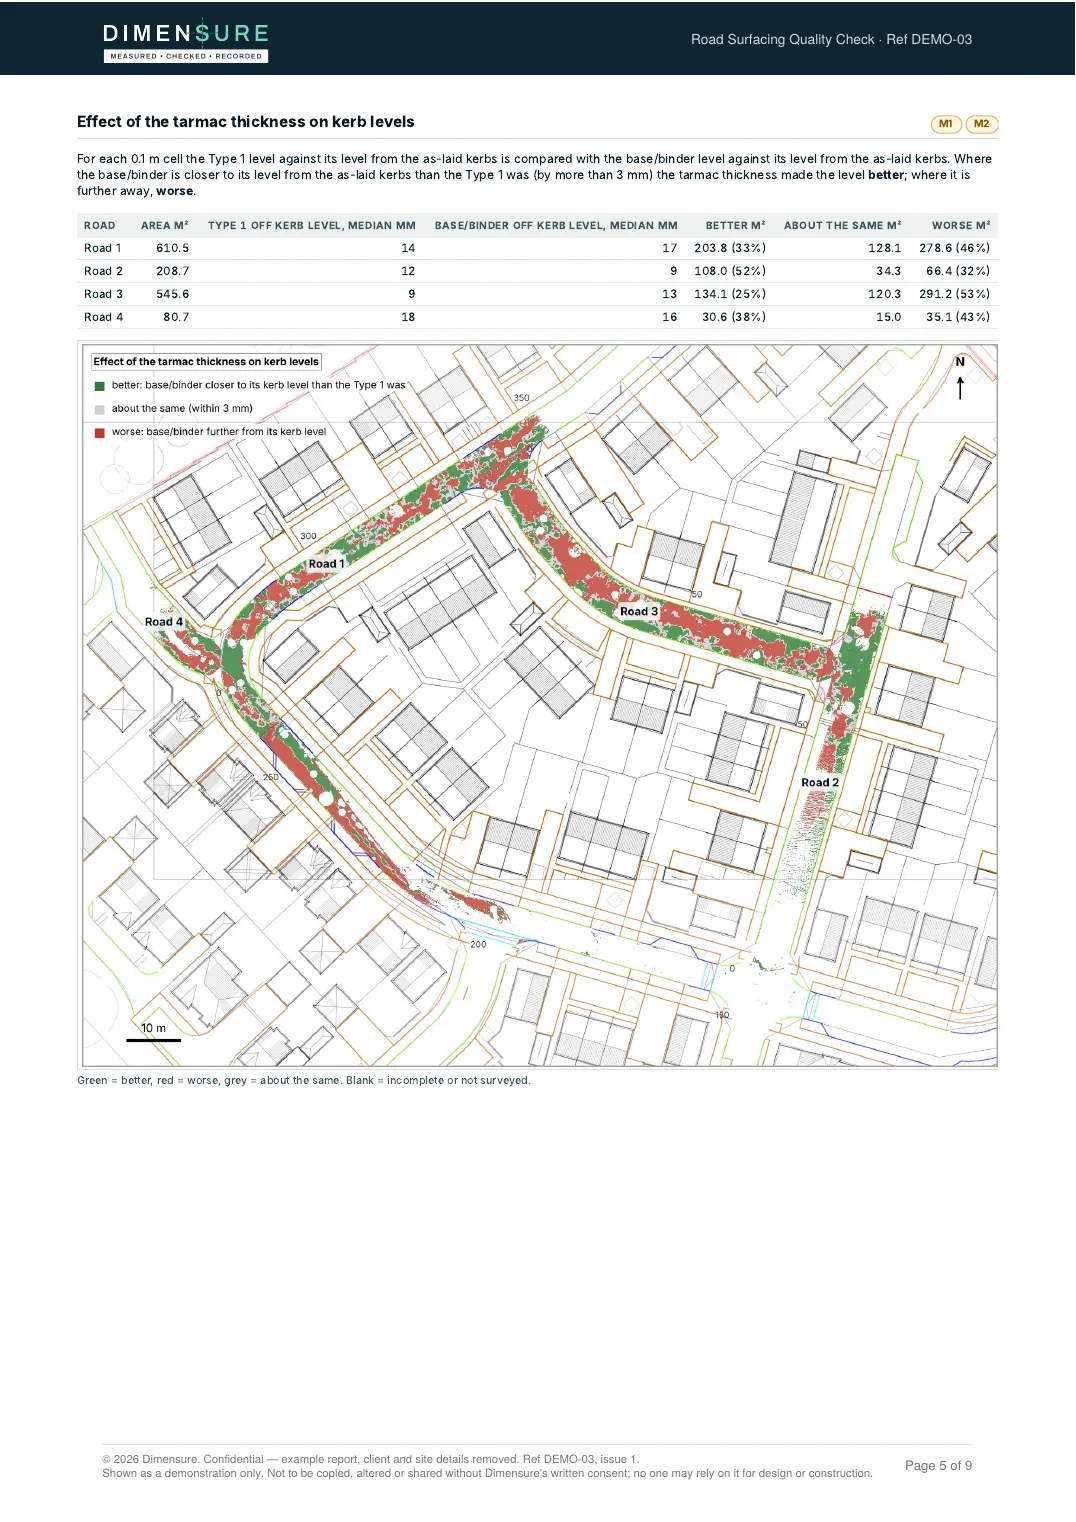 DIMENSURE
MEASURED • CHECKED • RECORDED
Road Surfacing Quality Check · Ref DEMO-03
Effect of the tarmac thickness on kerb levels
M1 M2
For each 0.1 m cell the Type 1 level against its level from the as-laid kerbs is compared with the base/binder level against its level from the as-laid kerbs. Where
the base/binder is closer to its level from the as-laid kerbs than the Type 1 was (by more than 3 mm) the tarmac thickness made the level better; where it is
further away, worse.
ROAD AREA M² TYPE 1 OFF KERB LEVEL, MEDIAN MM BASE/BINDER OFF KERB LEVEL, MEDIAN MM BETTER M² ABOUT THE SAME M² WORSE M²
Road 1 610.5 14 17 203.8 (33%) 128.1 278.6 (46%)
Road 2 208.7 12 9 108.0 (52%) 34.3 66.4 (32%)
Road 3 545.6 9 13 134.1 (25%) 120.3 291.2 (53%)
Road 4 80.7 18 16 30.6 (38%) 15.0 35.1 (43%)
Effect of the tarmac thickness on kerb levels
better: base/binder closer to its kerb level than the Type 1 was
about the same (within 3 mm)
worse: base/binder further from its kerb level
N
350
300
Road 1
50
Road 3
Road 4
0
50
250
Road 2
200
0
150
10 m
Green = better, red = worse, grey = about the same. Blank = incomplete or not surveyed.
© 2026 Dimensure. Confidential — example report, client and site details removed. Ref DEMO-03, issue 1.
Shown as a demonstration only. Not to be copied, altered or shared without Dimensure's written consent; no one may rely on it for design or construction.
Page 5 of 9